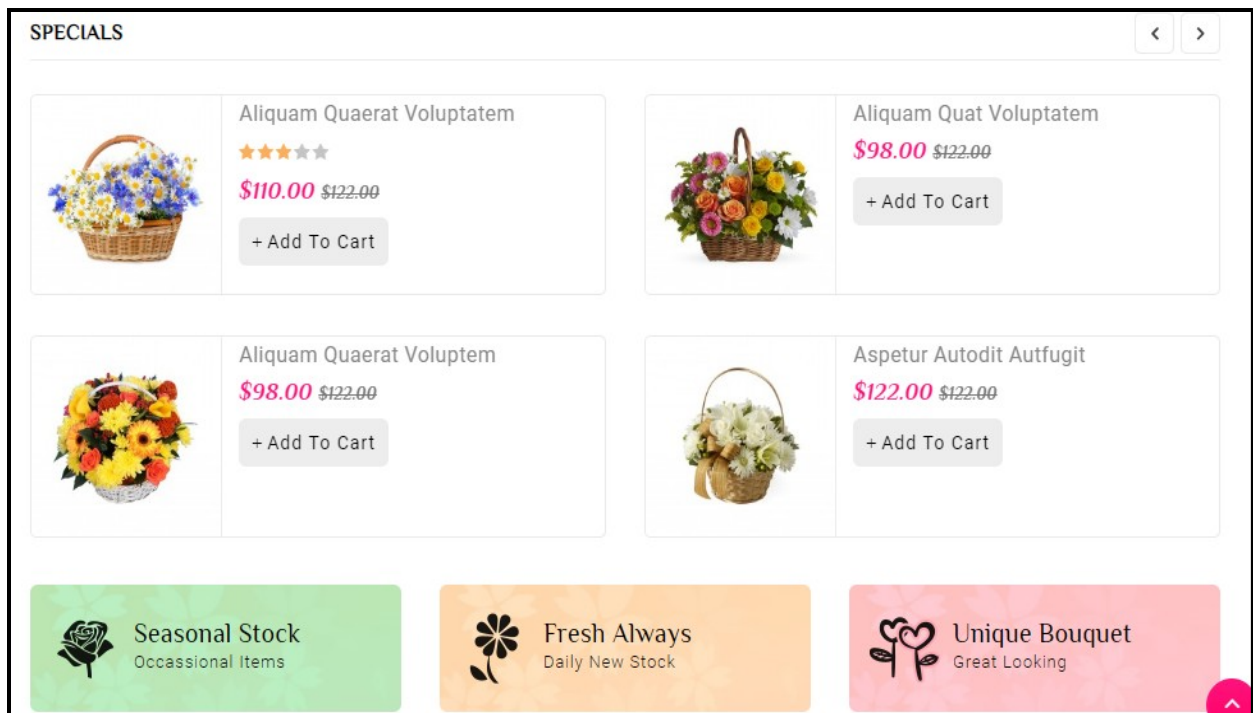 SPECIALS
Aliquam Quaerat Voluptatem
$110.00 $122.00
+ Add To Cart
Aliquam Quat Voluptatem
$98.00 $122.00
+ Add To Cart
Aliquam Quaerat Voluptem
$98.00 $122.00
+ Add To Cart
Aspetur Autodit Autfugit
$122.00 $122.00
+ Add To Cart
Seasonal Stock
Occassional Items
Fresh Always
Daily New Stock
Unique Bouquet
Great Looking